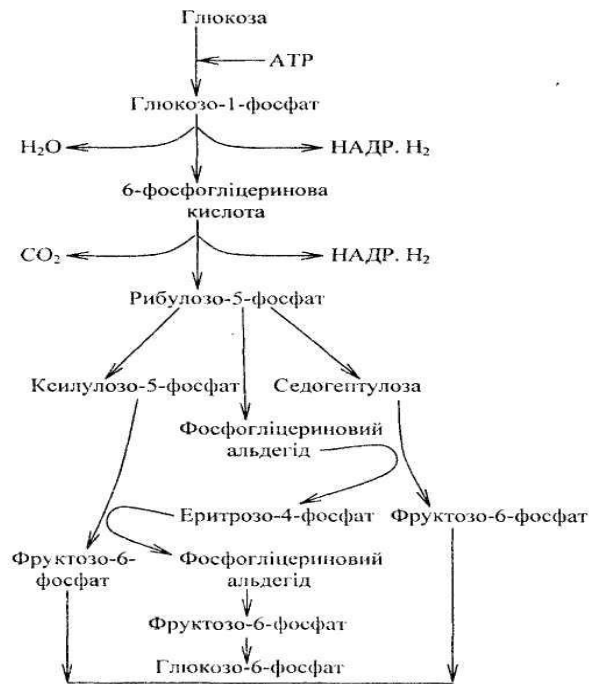 Глюкоза
АТР
Глюкозо-1-фосфат
H₂O НАДР. H₂
6-фосфогліцеринова
кислота
CO₂ НАДР. H₂
Рибулозо-5-фосфат
Ксилулозо-5-фосфат Седогептулоза
Фосфогліцериновий
альдегід
Еритрозо-4-фосфат Фруктозо-6-фосфат
Фруктозо-6-
фосфат
Фосфогліцериновий
альдегід
Фруктозо-6-фосфат
Глюкозо-6-фосфат